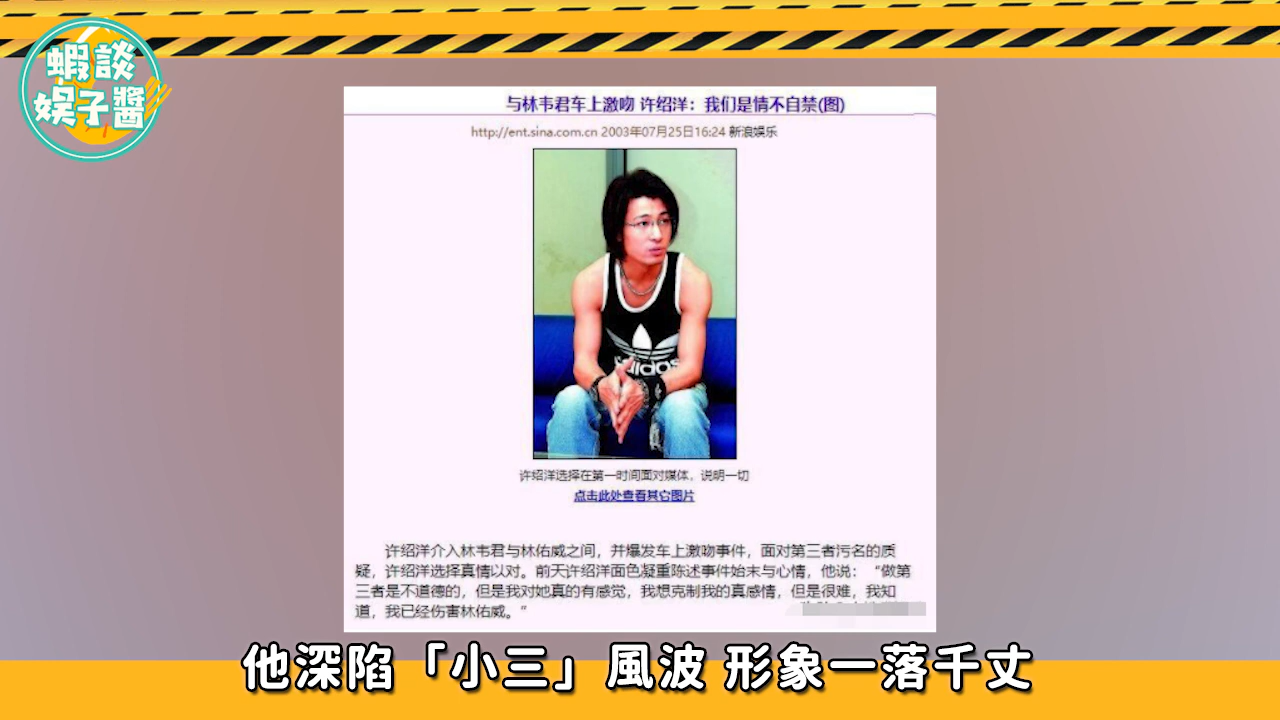 蝦談
娱子醬
与林韦君车上激吻 许绍洋：我们是情不自禁(图)
http://ent.sina.com.cn 2003年07月25日16:24 新浪娱乐
adidas
许绍洋选择在第一时间面对媒体，说明一切
点击此处查看其它图片
许绍洋介入林韦君与林佑威之间，并爆发车上激吻事件，面对第三者污名的质
疑，许绍洋选择真情以对。前天许绍洋面色凝重陈述事件始末与心情，他说：“做第
三者是不道德的，但是我对她真的有感觉，我想克制我的真感情，但是很难，我知
道，我已经伤害林佑威。”
他深陷「小三」風波 形象一落千丈